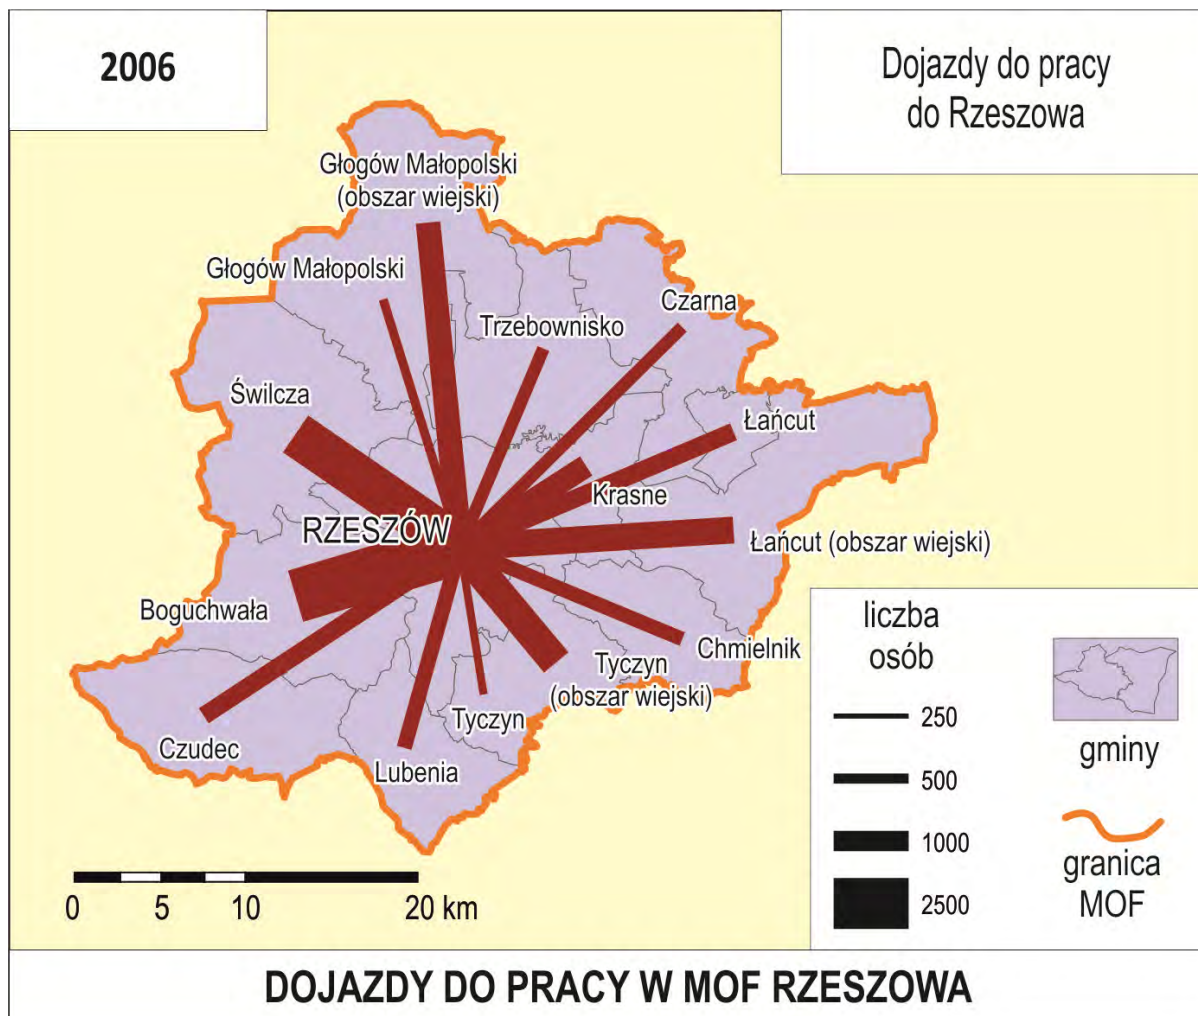 2006
Dojazdy do pracy
do Rzeszowa
Głogów Małopolski
(obszar wiejski)
Głogów Małopolski
Czarna
Trzebownisko
Świlcza
Łańcut
Krasne
RZESZÓW
Łańcut (obszar wiejski)
Boguchwała
Chmielnik
Tyczyn
(obszar wiejski)
Tyczyn
Czudec
Lubenia
liczba
osób
250
500
1000
2500
gminy
granica
MOF
0 5 10 20 km
DOJAZDY DO PRACY W MOF RZESZOWA